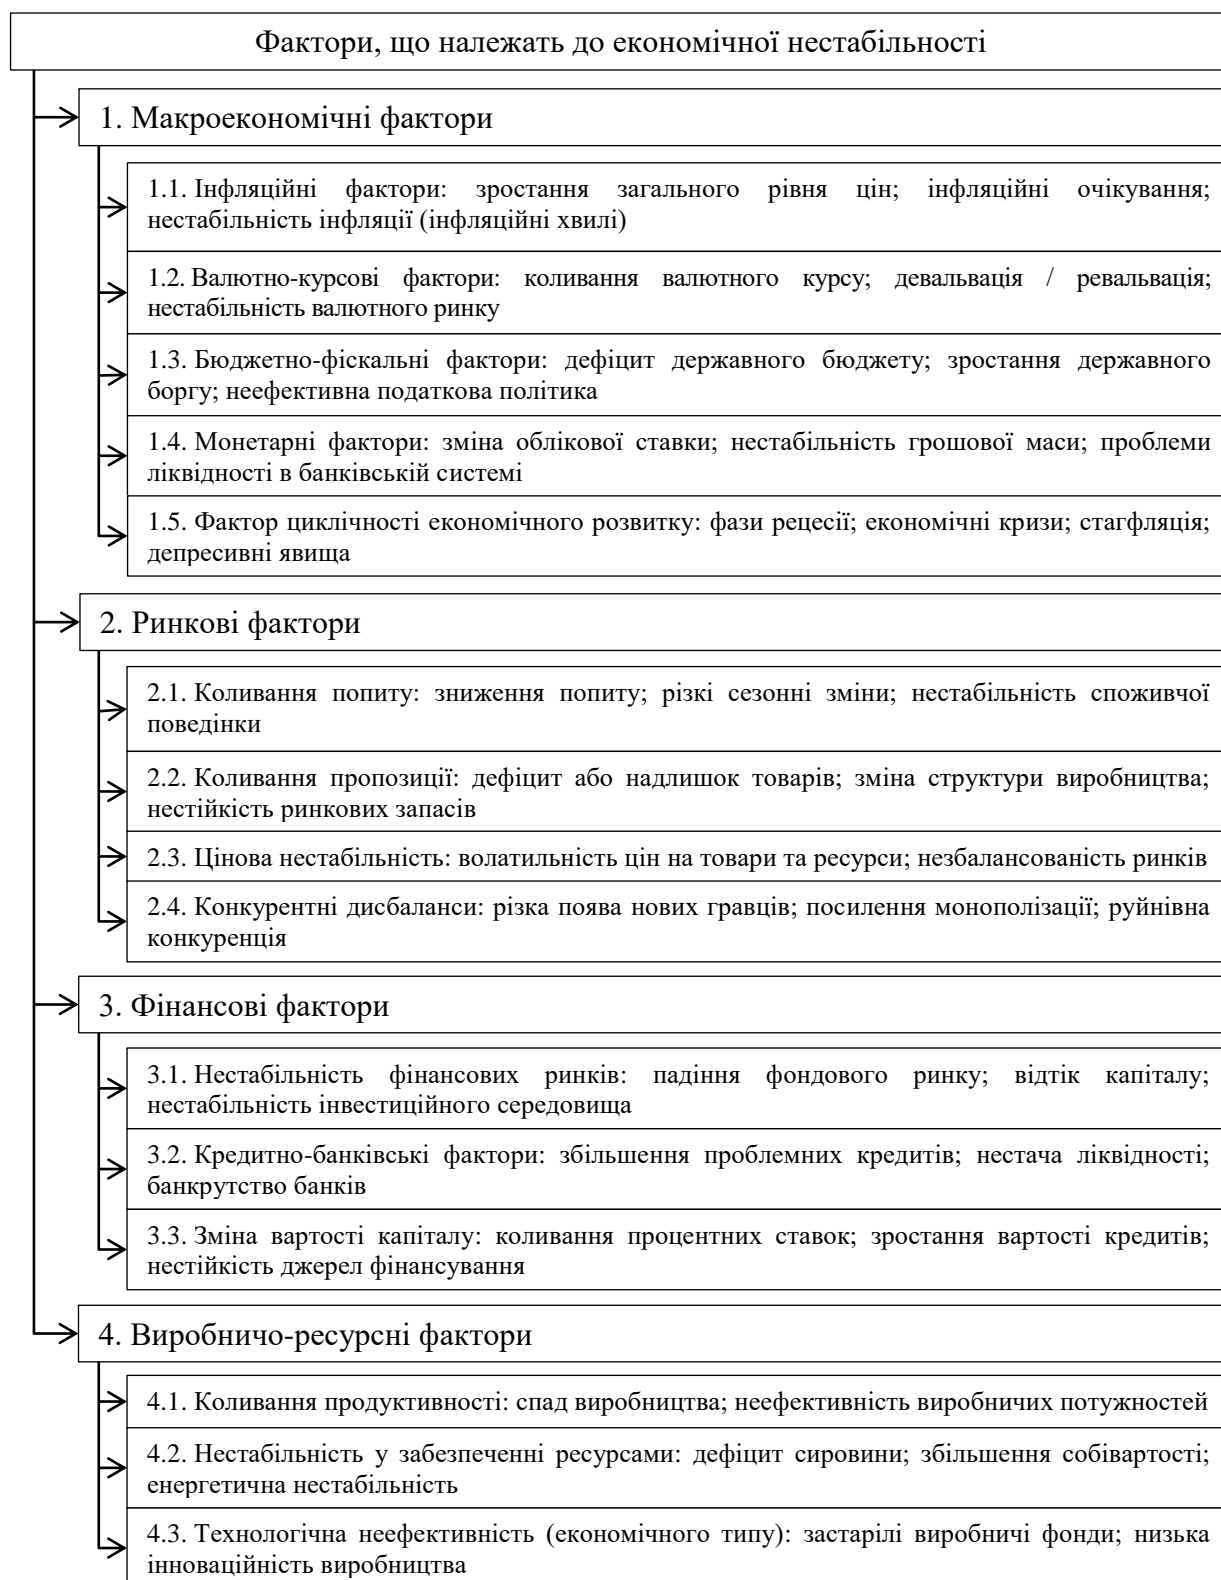 Фактори, що належать до економічної нестабільності
1. Макроекономічні фактори
1.1. Інфляційні фактори: зростання загального рівня цін; інфляційні очікування;
нестабільність інфляції (інфляційні хвилі)
1.2. Валютно-курсові фактори: коливання валютного курсу; девальвація / ревальвація;
нестабільність валютного ринку
1.3. Бюджетно-фіскальні фактори: дефіцит державного бюджету; зростання державного
боргу; неефективна податкова політика
1.4. Монетарні фактори: зміна облікової ставки; нестабільність грошової маси; проблеми
ліквідності в банківській системі
1.5. Фактор циклічності економічного розвитку: фази рецесії; економічні кризи; стагфляція;
депресивні явища
2. Ринкові фактори
2.1. Коливання попиту: зниження попиту; різкі сезонні зміни; нестабільність споживчої
поведінки
2.2. Коливання пропозиції: дефіцит або надлишок товарів; зміна структури виробництва;
нестійкість ринкових запасів
2.3. Цінова нестабільність: волатильність цін на товари та ресурси; незбалансованість ринків
2.4. Конкурентні дисбаланси: різка поява нових гравців; посилення монополізації; руйнівна
конкуренція
3. Фінансові фактори
3.1. Нестабільність фінансових ринків: падіння фондового ринку; відтік капіталу;
нестабільність інвестиційного середовища
3.2. Кредитно-банківські фактори: збільшення проблемних кредитів; нестача ліквідності;
банкрутство банків
3.3. Зміна вартості капіталу: коливання процентних ставок; зростання вартості кредитів;
нестійкість джерел фінансування
4. Виробничо-ресурсні фактори
4.1. Коливання продуктивності: спад виробництва; неефективність виробничих потужностей
4.2. Нестабільність у забезпеченні ресурсами: дефіцит сировини; збільшення собівартості;
енергетична нестабільність
4.3. Технологічна неефективність (економічного типу): застарілі виробничі фонди; низька
інноваційність виробництва